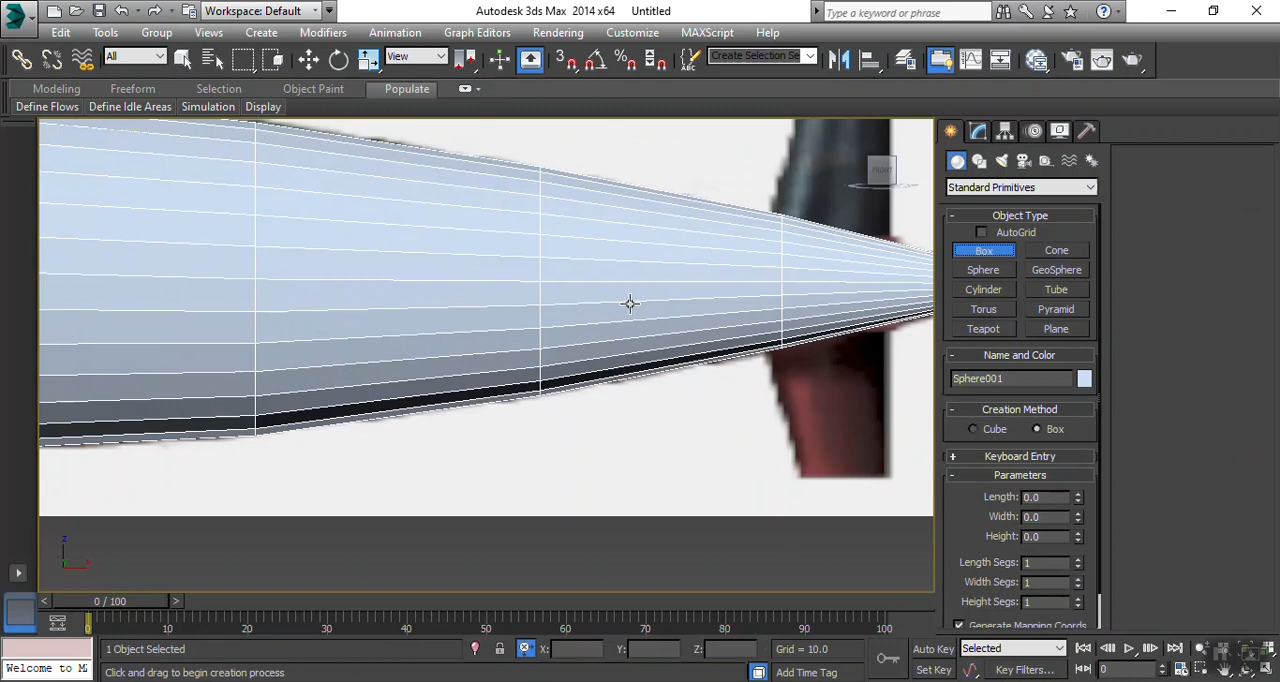 Workspace: Default
Autodesk 3ds Max 2014 x64 Untitled
Type a keyword or phrase
Edit Tools Group Views Create Modifiers Animation Graph Editors Rendering Customize MAXScript Help
All View 3 Create Selection Se
Modeling Freeform Selection Object Paint Populate
Define Flows Define Idle Areas Simulation Display
FRONT
Standard Primitives
- Object Type
AutoGrid
Box Cone
Sphere GeoSphere
Cylinder Tube
Torus Pyramid
Teapot Plane
- Name and Color
Sphere001
- Creation Method
Cube Box
+ Keyboard Entry
- Parameters
Length: 0.0
Width: 0.0
Height: 0.0
Length Segs: 1
Width Segs: 1
Height Segs: 1
Generate Mapping Coords
z
x
< 0 / 100 >
0 10 20 30 40 50 60 70 80 90 100
1 Object Selected X: Y: Z: Grid = 10.0 Auto Key Selected
Welcome to M Click and drag to begin creation process Add Time Tag Set Key Key Filters... 0